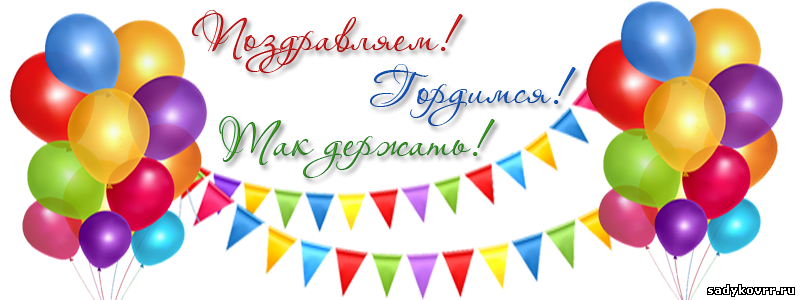 Поздравляем!
Гордимся!
Так держать!
sadykovrr.ru